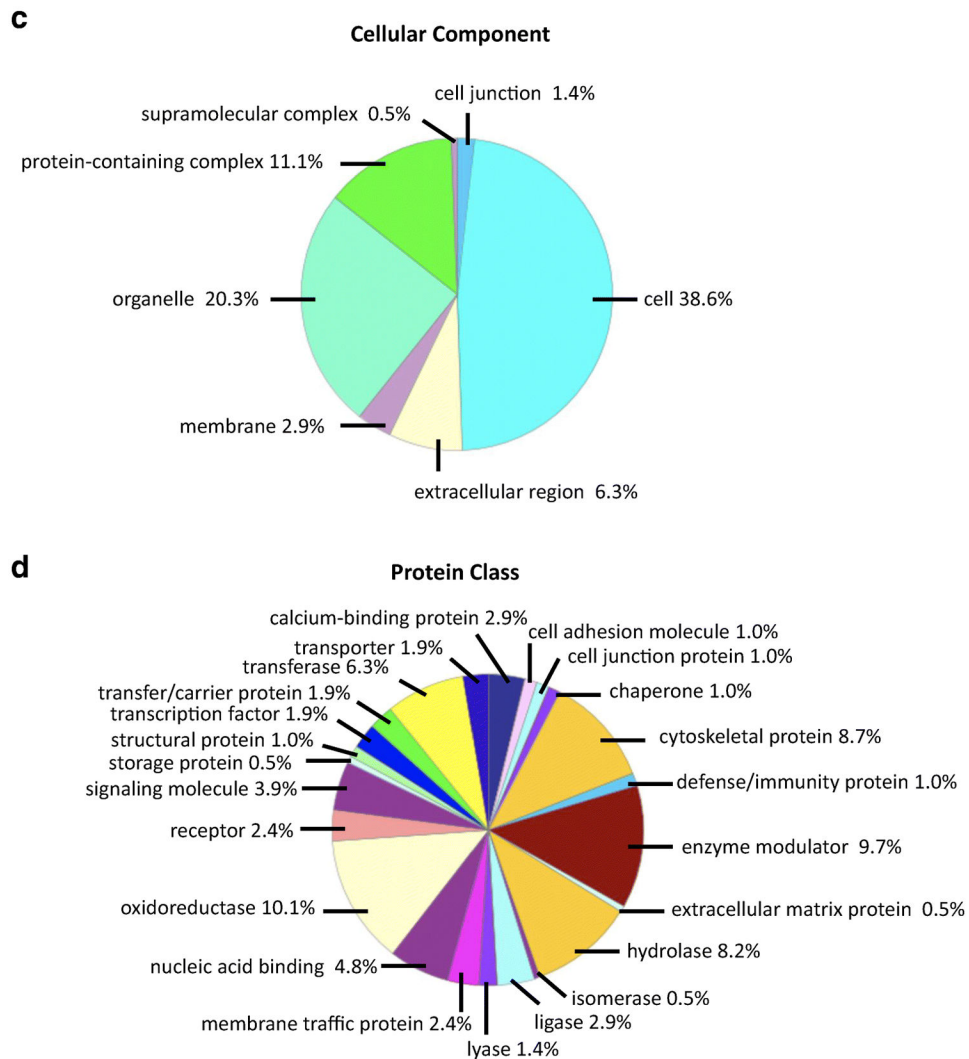 c
Cellular Component
cell junction 1.4%
supramolecular complex 0.5%
protein-containing complex 11.1%
organelle 20.3%
cell 38.6%
membrane 2.9%
extracellular region 6.3%
d
Protein Class
calcium-binding protein 2.9%
cell adhesion molecule 1.0%
transporter 1.9%
cell junction protein 1.0%
transferase 6.3%
transfer/carrier protein 1.9%
chaperone 1.0%
transcription factor 1.9%
structural protein 1.0%
cytoskeletal protein 8.7%
storage protein 0.5%
defense/immunity protein 1.0%
signaling molecule 3.9%
receptor 2.4%
enzyme modulator 9.7%
oxidoreductase 10.1%
extracellular matrix protein 0.5%
hydrolase 8.2%
nucleic acid binding 4.8%
isomerase 0.5%
membrane traffic protein 2.4%
ligase 2.9%
lyase 1.4%